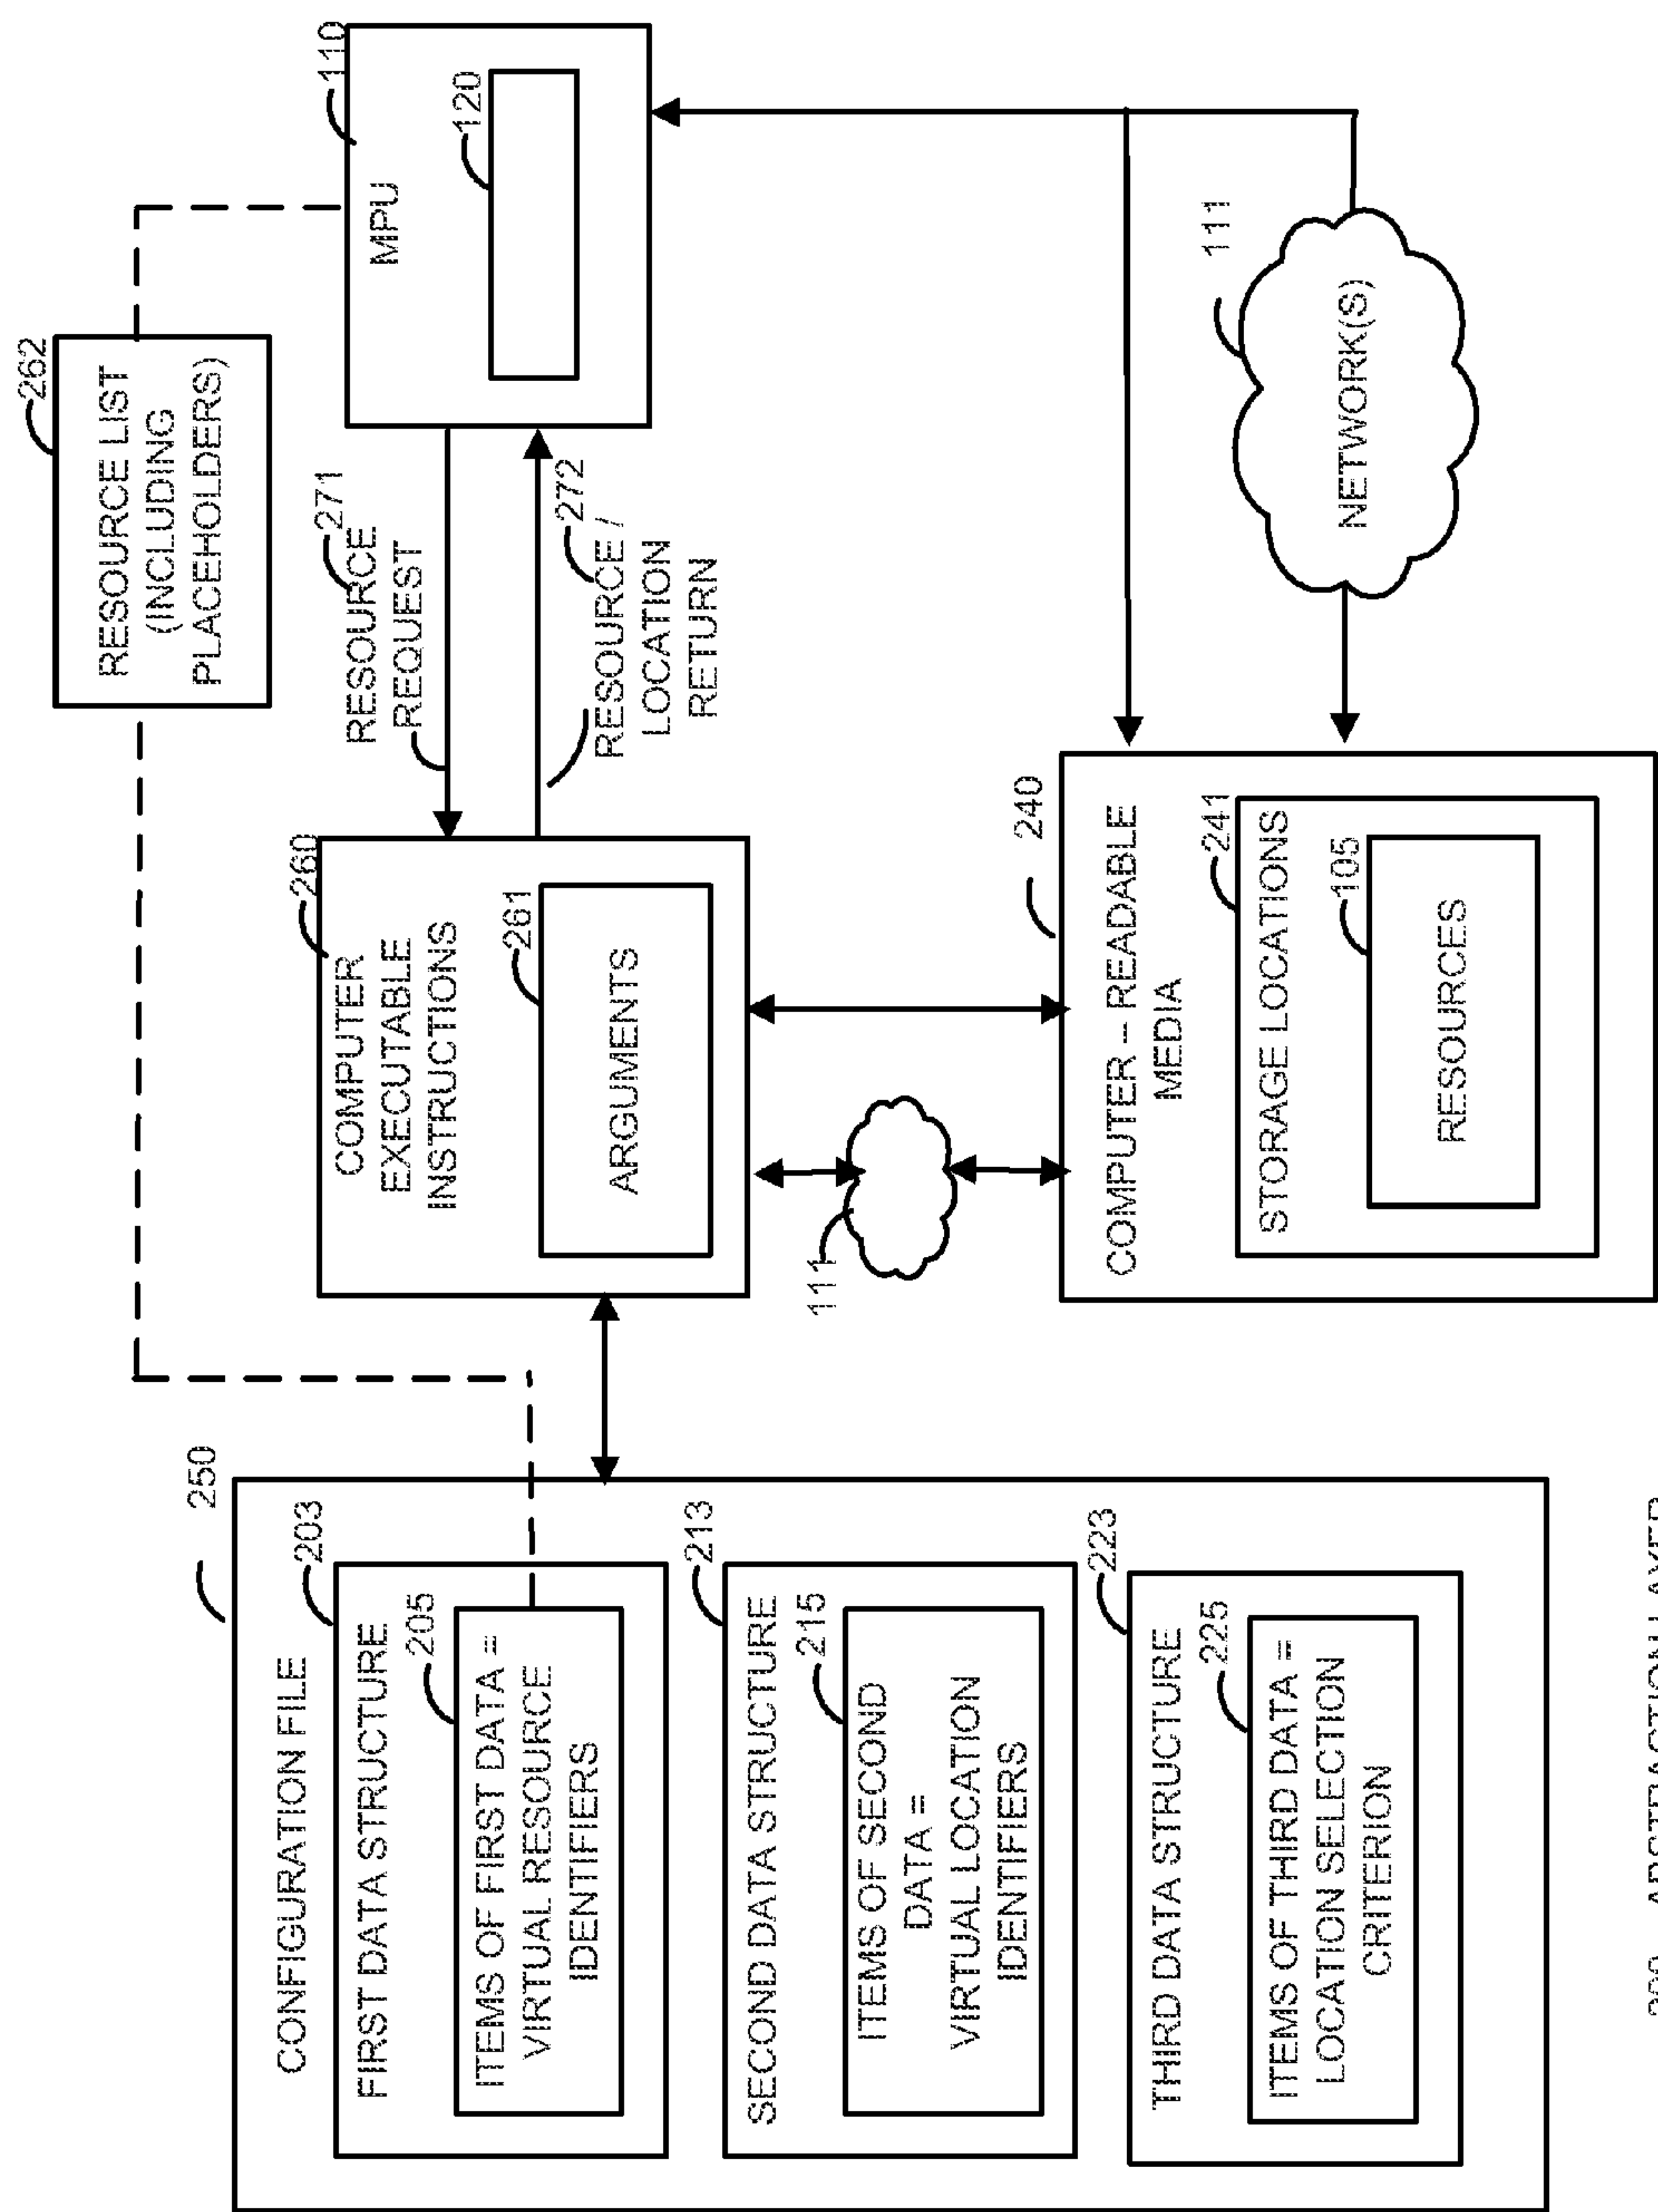 250
CONFIGURATION FILE
203
FIRST DATA STRUCTURE
205
ITEMS OF FIRST DATA =
VIRTUAL RESOURCE
IDENTIFIERS
213
SECOND DATA STRUCTURE
215
ITEMS OF SECOND
DATA =
VIRTUAL LOCATION
IDENTIFIERS
223
THIRD DATA STRUCTURE
225
ITEMS OF THIRD DATA =
LOCATION SELECTION
CRITERION
260
COMPUTER
EXECUTABLE
INSTRUCTIONS
261
ARGUMENTS
111
240
COMPUTER – READABLE
MEDIA
241
STORAGE LOCATIONS
105
RESOURCES
262
RESOURCE LIST
(INCLUDING
PLACEHOLDERS)
271
RESOURCE
REQUEST
272
RESOURCE /
LOCATION
RETURN
110
MPU
120
111
NETWORK(S)
ABSTRACTION LAYER